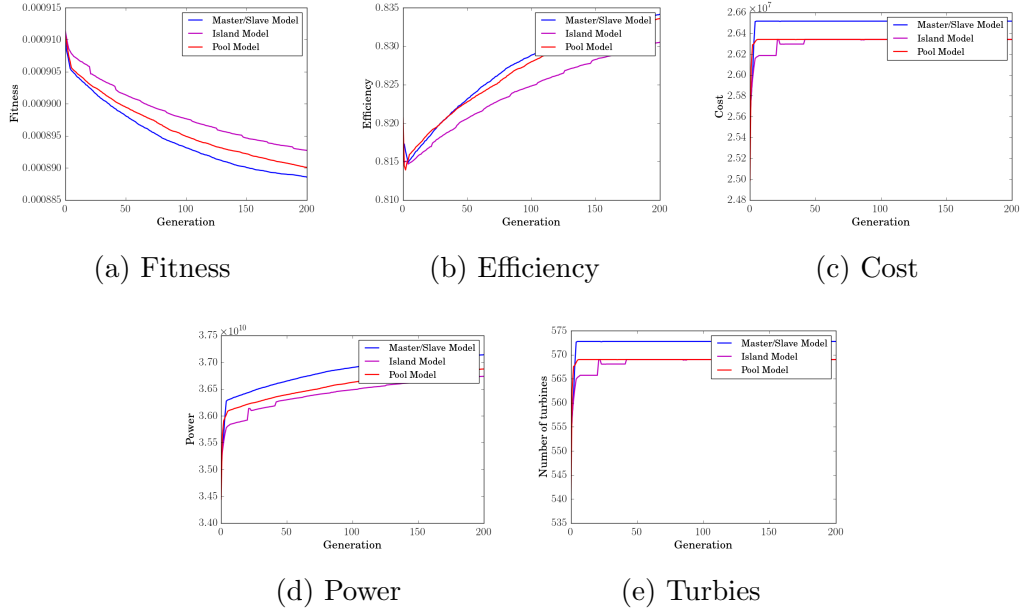 0.000915
0.000910
0.000905
0.000900
0.000895
0.000890
0.000885
Fitness
0 50 100 150 200
Generation
Master/Slave Model
Island Model
Pool Model
(a) Fitness
0.835
0.830
0.825
0.820
0.815
0.810
Efficiency
0 50 100 150 200
Generation
Master/Slave Model
Island Model
Pool Model
(b) Efficiency
×10⁷
2.66
2.64
2.62
2.60
2.58
2.56
2.54
2.52
2.50
2.48
Cost
0 50 100 150 200
Generation
Master/Slave Model
Island Model
Pool Model
(c) Cost
×10¹⁰
3.75
3.70
3.65
3.60
3.55
3.50
3.45
3.40
Power
0 50 100 150 200
Generation
Master/Slave Model
Island Model
Pool Model
(d) Power
575
570
565
560
555
550
545
540
535
Number of turbines
0 50 100 150 200
Generation
Master/Slave Model
Island Model
Pool Model
(e) Turbies